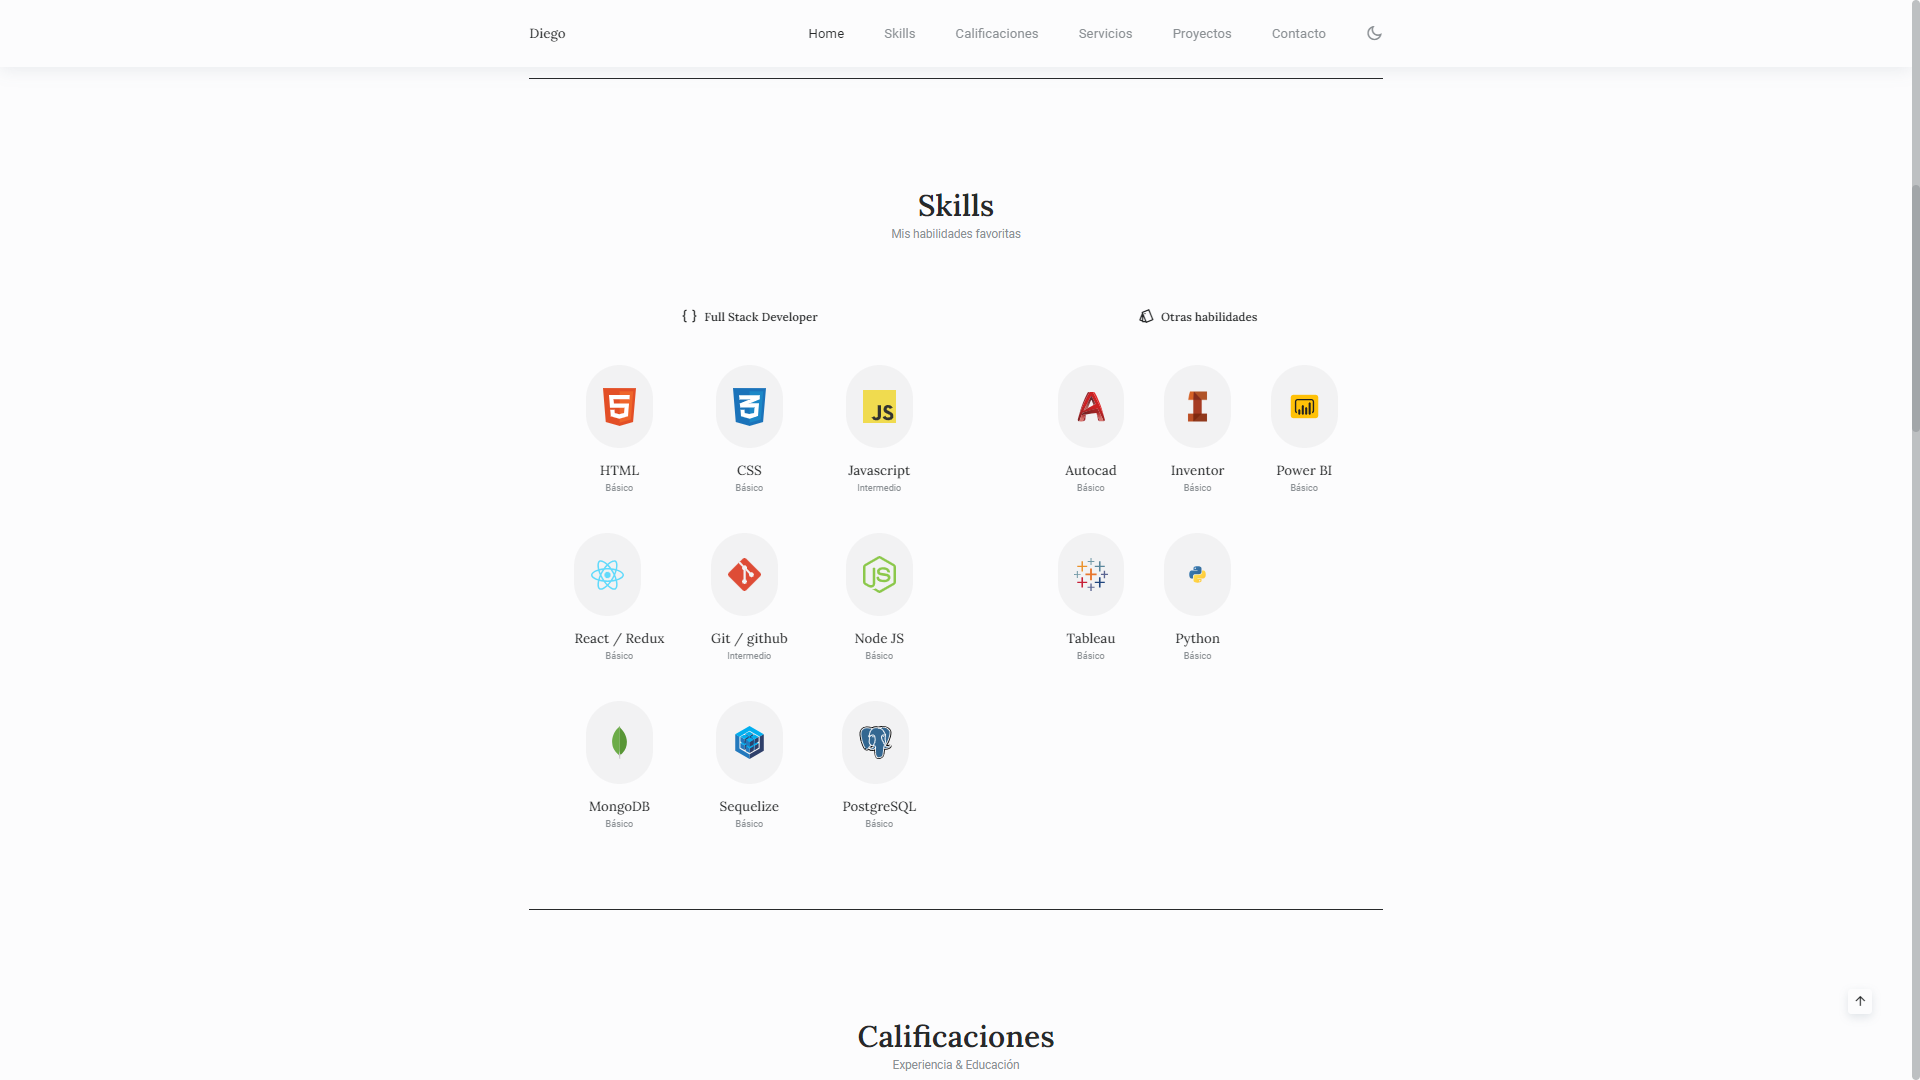 Diego
Home Skills Calificaciones Servicios Proyectos Contacto
Skills
Mis habilidades favoritas
{ } Full Stack Developer
Otras habilidades
JS
HTML CSS Javascript
Básico Básico Intermedio
Autocad Inventor Power BI
Básico Básico Básico
JS
React / Redux Git / github Node JS
Básico Intermedio Básico
Tableau Python
Básico Básico
MongoDB Sequelize PostgreSQL
Básico Básico Básico
Calificaciones
Experiencia & Educación